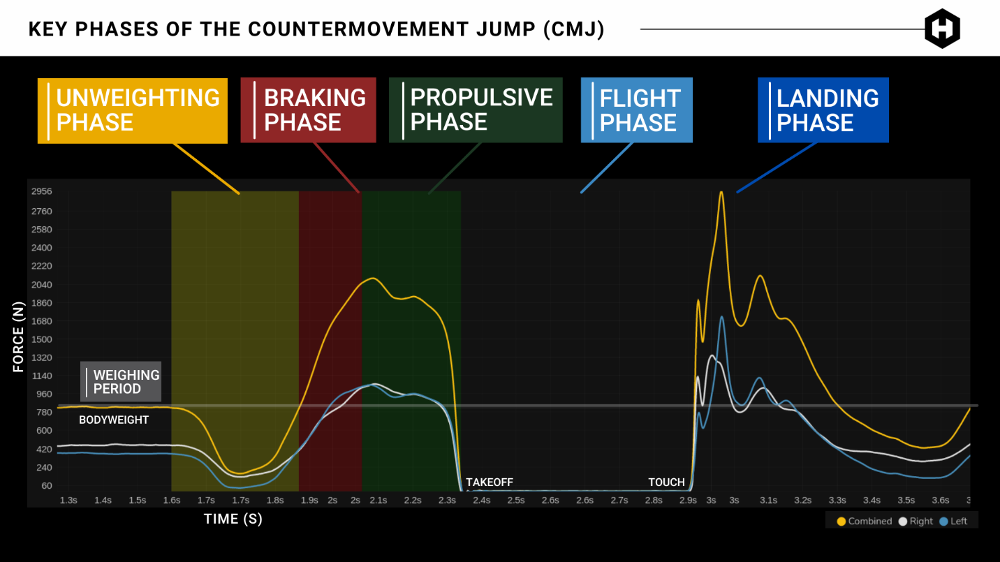 KEY PHASES OF THE COUNTERMOVEMENT JUMP (CMJ)
H
UNWEIGHTING
PHASE
BRAKING
PHASE
PROPULSIVE
PHASE
FLIGHT
PHASE
LANDING
PHASE
FORCE (N)
2956
2760
2580
2400
2220
2040
1860
1680
1500
1320
1140
960
780
600
420
240
60
WEIGHING
PERIOD
BODYWEIGHT
TAKEOFF
TOUCH
1.3s 1.4s 1.5s 1.6s 1.7s 1.7s 1.8s 1.9s 2s 2s 2.1s 2.2s 2.3s 2.4s 2.5s 2.6s 2.6s 2.7s 2.8s 2.9s 3s 3s 3.1s 3.2s 3.3s 3.4s 3.5s 3.6s 3
TIME (S)
Combined Right Left